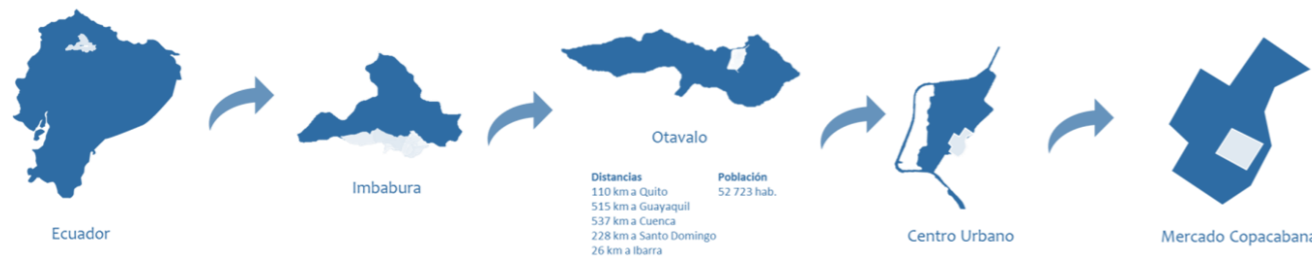 Ecuador
Imbabura
Otavalo
Distancias
110 km a Quito
515 km a Guayaquil
537 km a Cuenca
228 km a Santo Domingo
26 km a Ibarra
Población
52 723 hab.
Centro Urbano
Mercado Copacabana